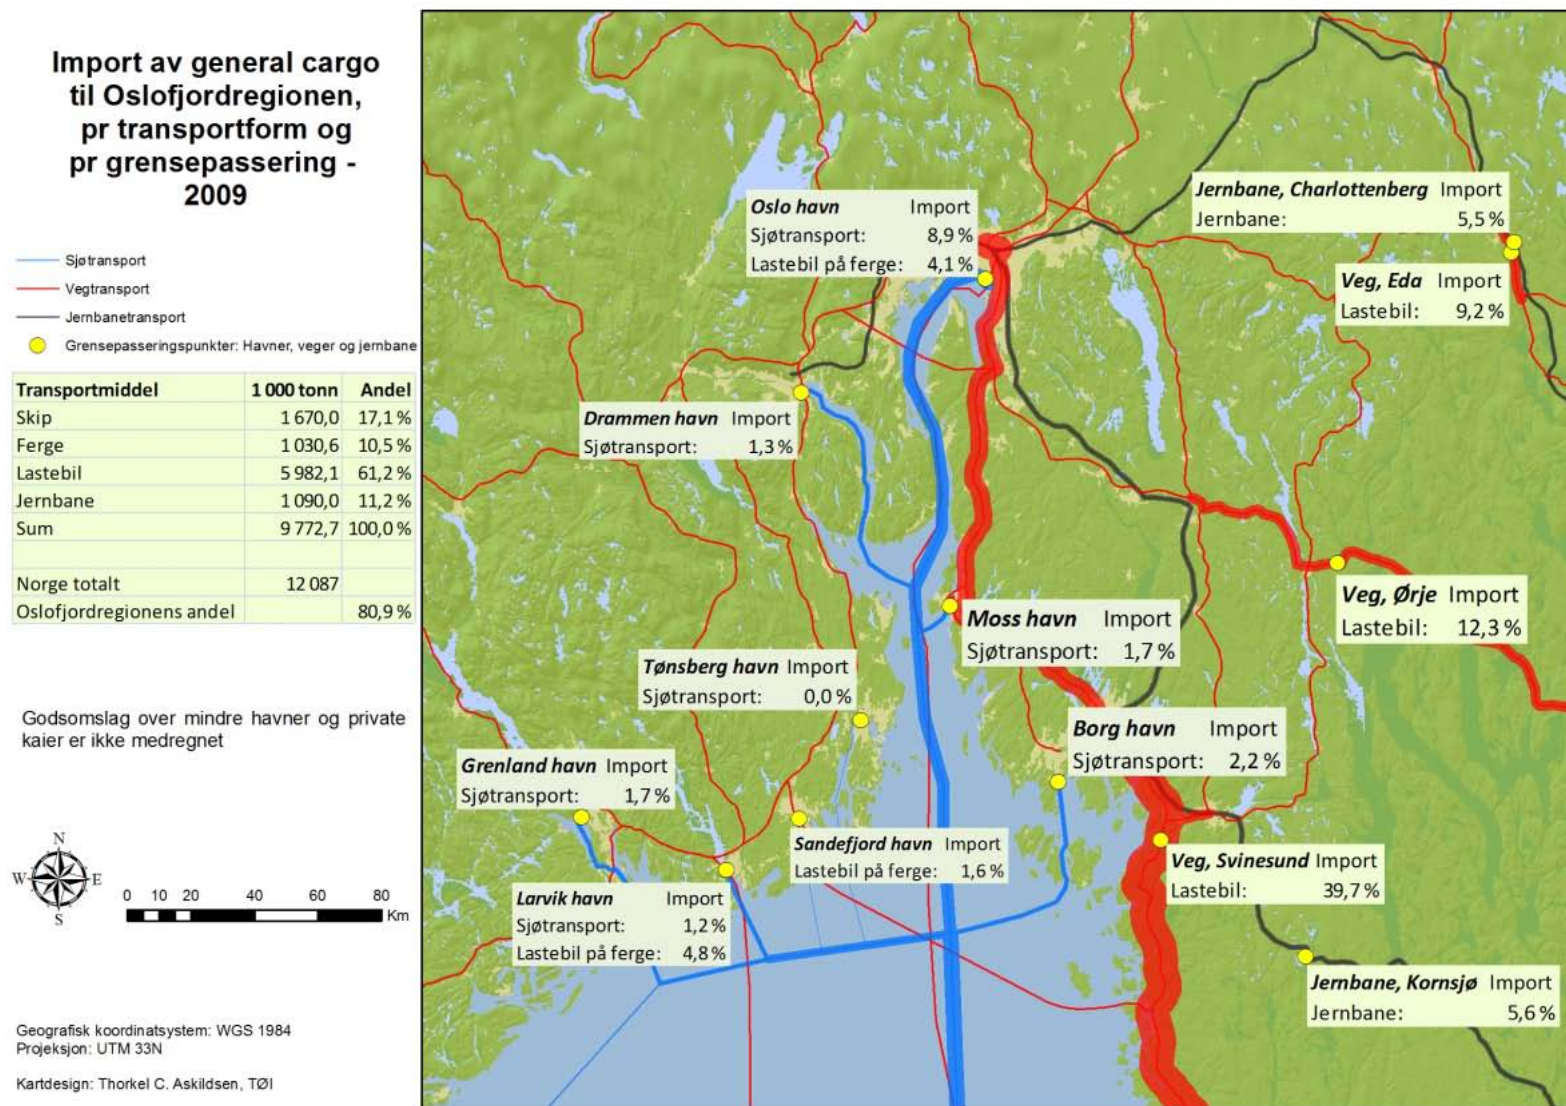 Import av general cargo
til Oslofjordregionen,
pr transportform og
pr grensepassering -
2009
Sjøtransport
Vegtransport
Jernbanetransport
Grensepasseringspunkter: Havner, veger og jernbane
Transportmiddel 1 000 tonn Andel
Skip 1 670,0 17,1 %
Ferge 1 030,6 10,5 %
Lastebil 5 982,1 61,2 %
Jernbane 1 090,0 11,2 %
Sum 9 772,7 100,0 %
Norge totalt 12 087
Oslofjordregionens andel 80,9 %
Godsomslag over mindre havner og private
kaier er ikke medregnet
N
W E
S
0 10 20 40 60 80
Km
Geografisk koordinatsystem: WGS 1984
Projeksjon: UTM 33N
Kartdesign: Thorkel C. Askildsen, TØI
Oslo havn Import
Sjøtransport: 8,9 %
Lastebil på ferge: 4,1 %
Jernbane, Charlottenberg Import
Jernbane: 5,5 %
Veg, Eda Import
Lastebil: 9,2 %
Drammen havn Import
Sjøtransport: 1,3 %
Veg, Ørje Import
Lastebil: 12,3 %
Moss havn Import
Sjøtransport: 1,7 %
Tønsberg havn Import
Sjøtransport: 0,0 %
Borg havn Import
Sjøtransport: 2,2 %
Grenland havn Import
Sjøtransport: 1,7 %
Sandefjord havn Import
Lastebil på ferge: 1,6 %
Veg, Svinesund Import
Lastebil: 39,7 %
Larvik havn Import
Sjøtransport: 1,2 %
Lastebil på ferge: 4,8 %
Jernbane, Kornsjø Import
Jernbane: 5,6 %